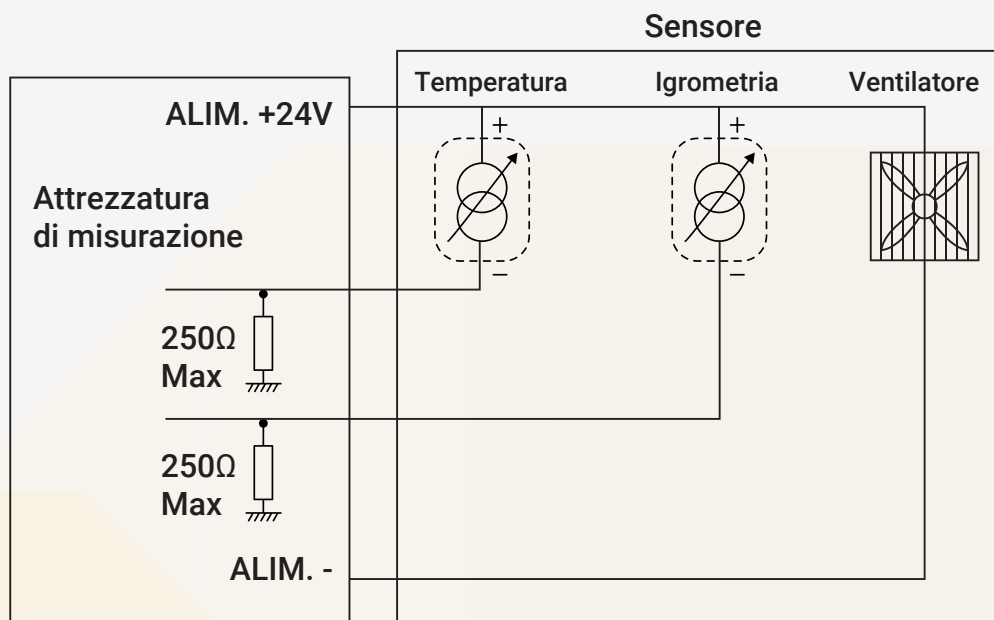 Sensore
Temperatura
Igrometria
Ventilatore
ALIM. +24V
+
+
Attrezzatura
di misurazione
–
–
250Ω
Max
250Ω
Max
ALIM. -